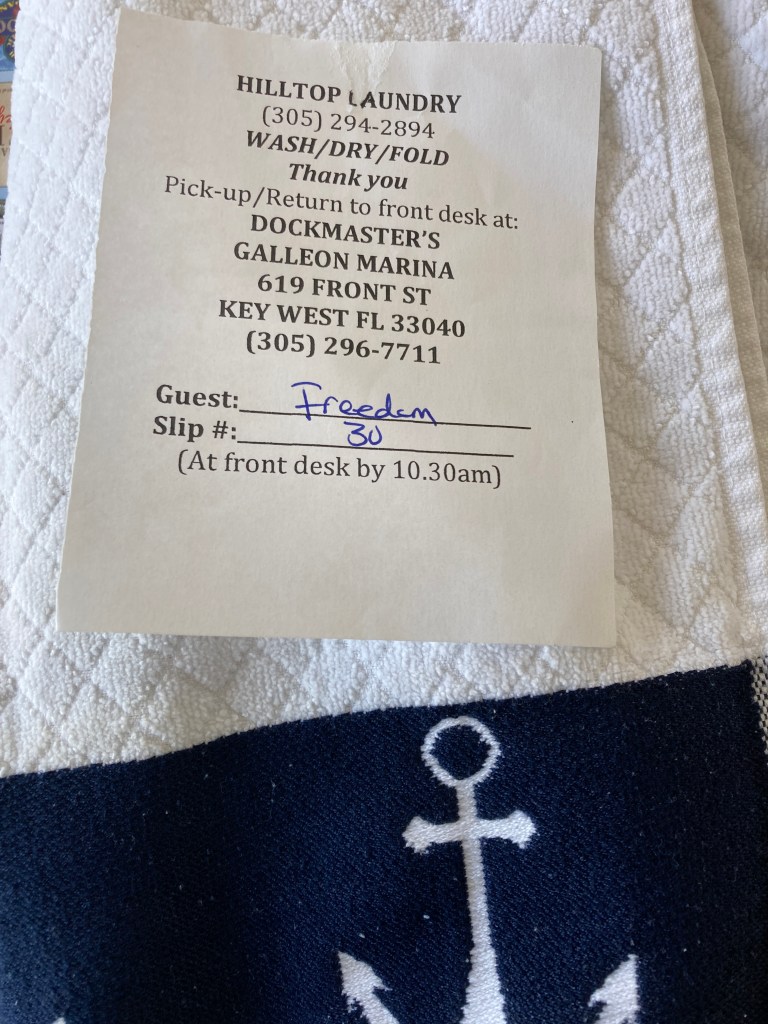 HILLTOP LAUNDRY
(305) 294-2894
WASH/DRY/FOLD
Thank you
Pick-up/Return to front desk at:
DOCKMASTER'S
GALLEON MARINA
619 FRONT ST
KEY WEST FL 33040
(305) 296-7711
Guest: Freedom
Slip #: 30
(At front desk by 10.30am)